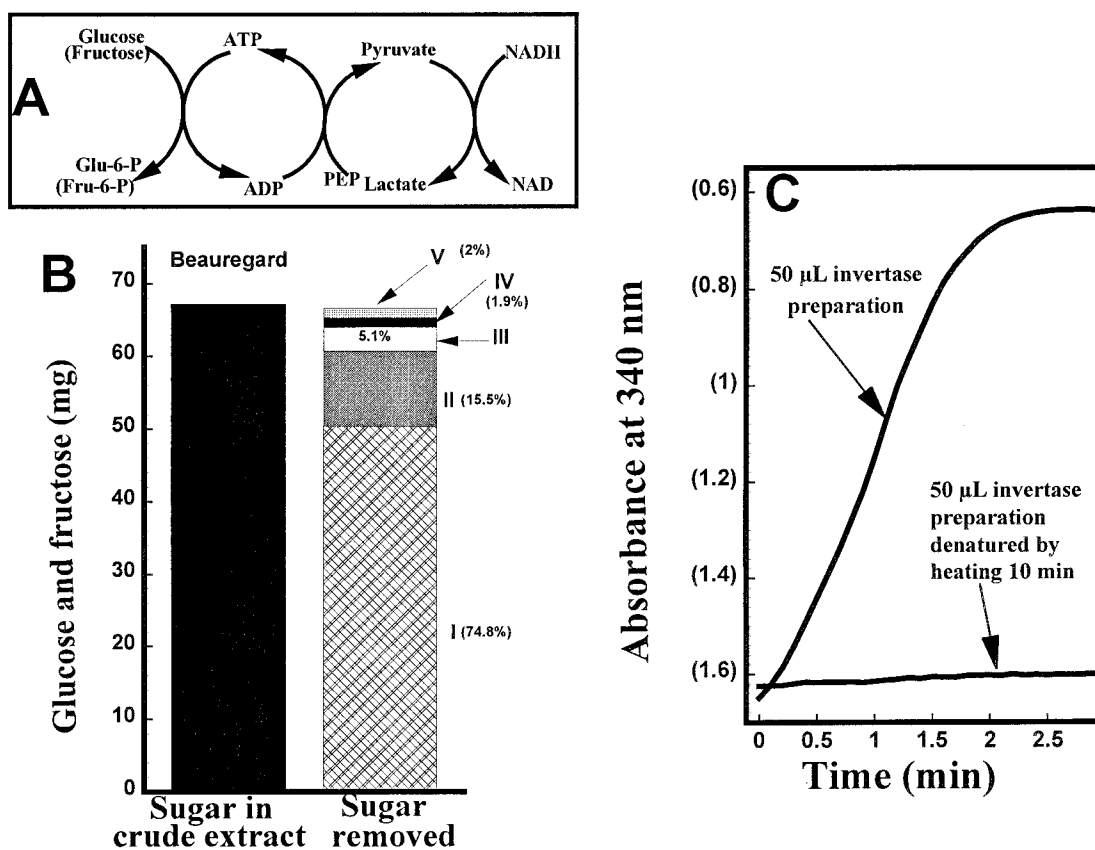 A
Glucose
(Fructose)
ATP
Pyruvate
NADH
Glu-6-P
(Fru-6-P)
ADP
PEP
Lactate
NAD
B
Beauregard
Glucose and fructose (mg)
70
60
50
40
30
20
10
0
V (2%)
IV
(1.9%)
III
5.1%
II (15.5%)
I (74.8%)
Sugar in
crude extract
Sugar
removed
C
Absorbance at 340 nm
(0.6)
(0.8)
(1)
(1.2)
(1.4)
(1.6)
50 µL invertase
preparation
50 µL invertase
preparation
denatured by
heating 10 min
0
0.5
1
1.5
2
2.5
Time (min)